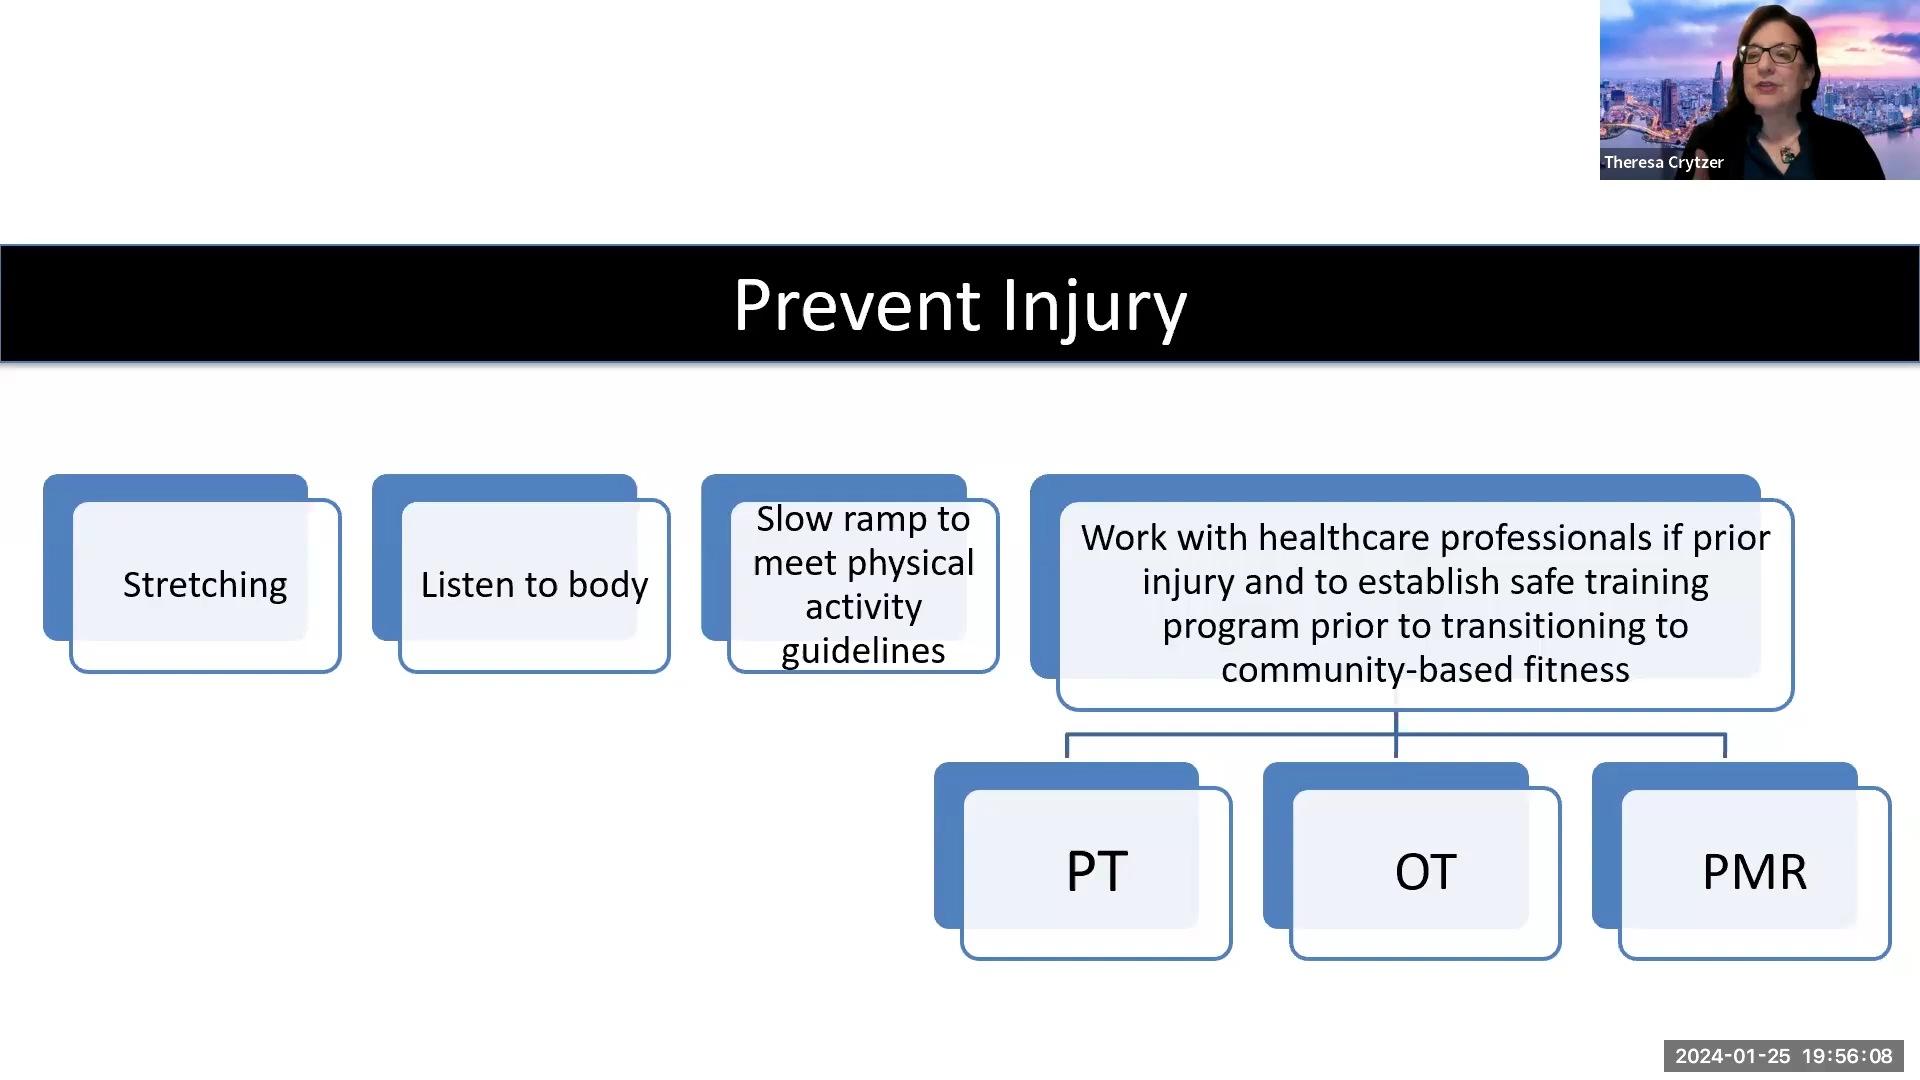 Theresa Crytzer
Prevent Injury
Stretching
Listen to body
Slow ramp to
meet physical
activity
guidelines
Work with healthcare professionals if prior
injury and to establish safe training
program prior to transitioning to
community-based fitness
PT
OT
PMR
2024-01-25 19:56:08